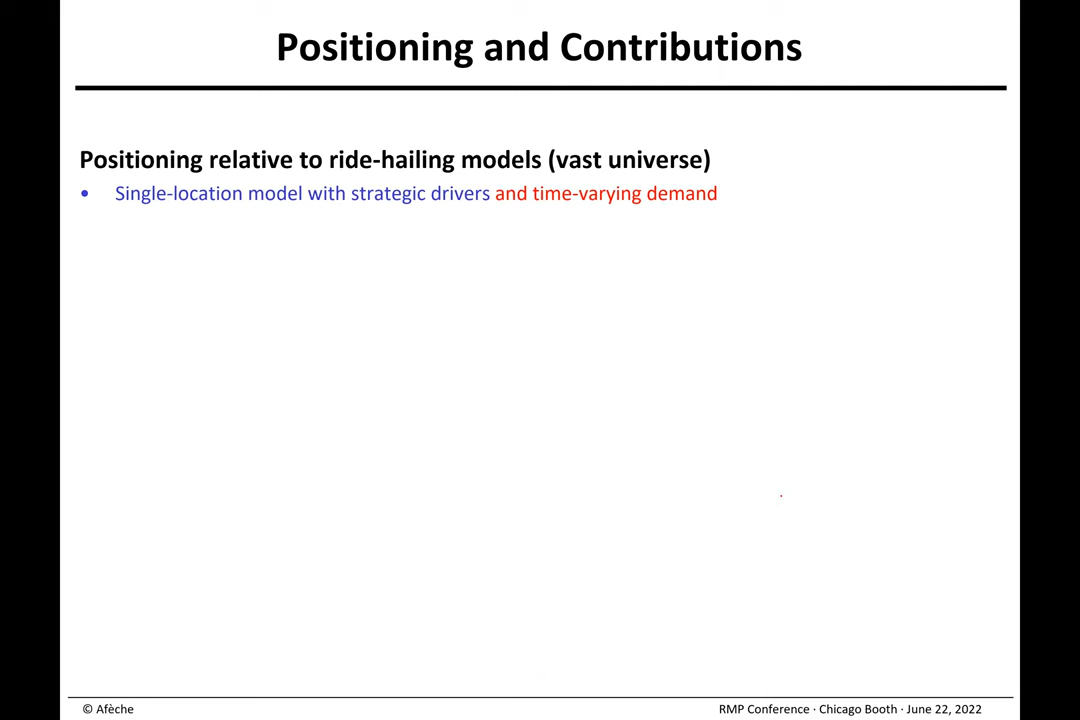 Positioning and Contributions
Positioning relative to ride-hailing models (vast universe)
• Single-location model with strategic drivers and time-varying demand
© Afèche
RMP Conference · Chicago Booth · June 22, 2022